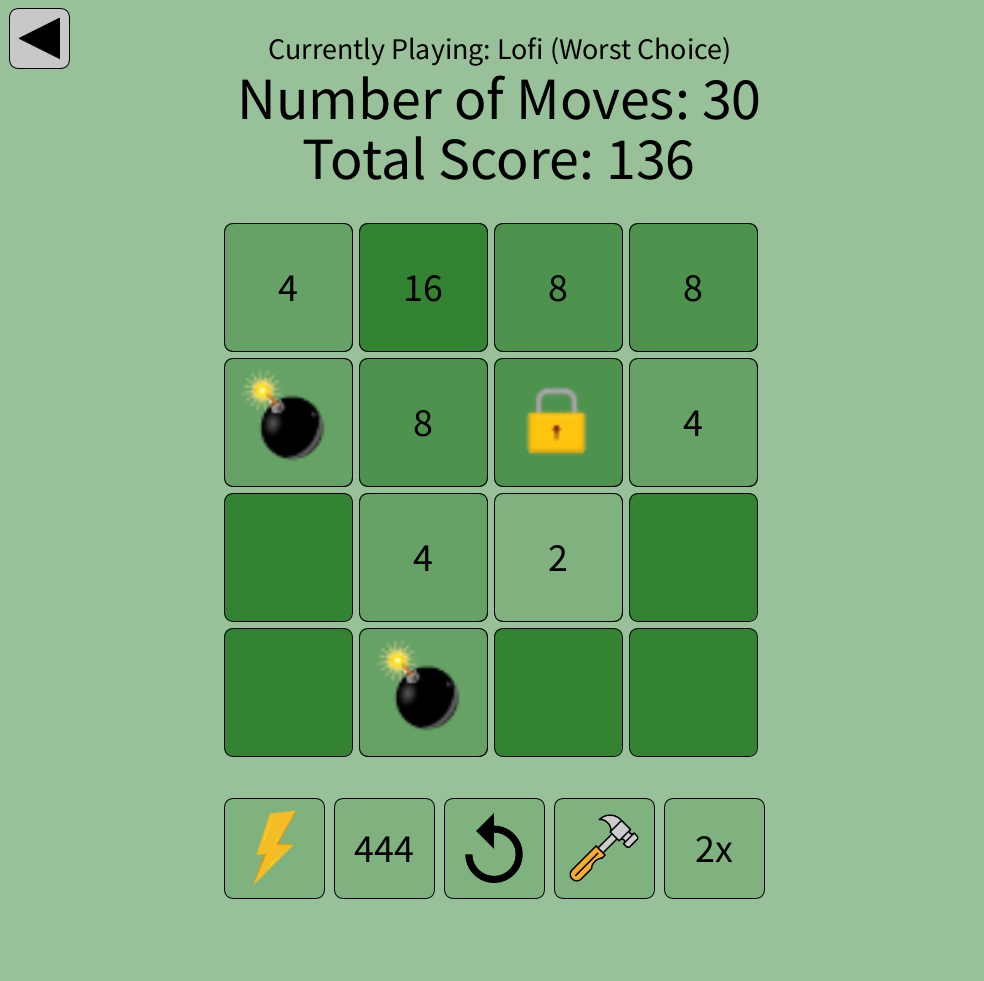 Currently Playing: Lofi (Worst Choice)
Number of Moves: 30
Total Score: 136
4 16 8 8
8 4
4 2
444 2x